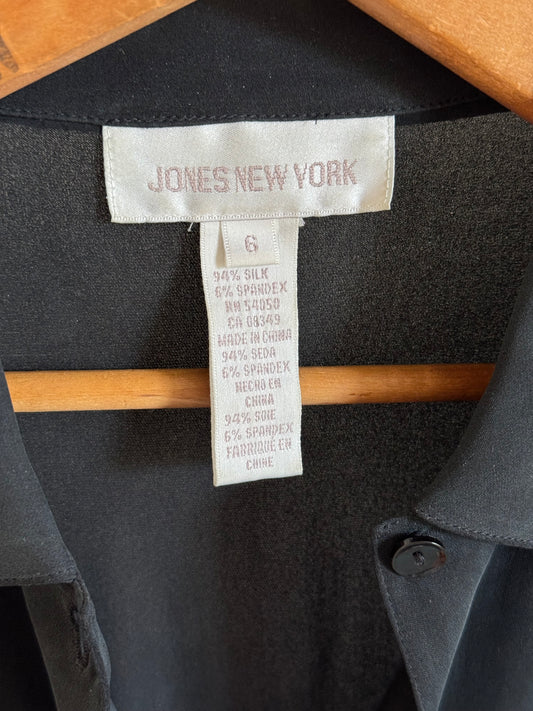 JONES NEW YORK
6
94% SILK
6% SPANDEX
RN 54050
CA 08349
MADE IN CHINA
94% SEDA
6% SPANDEX
HECHO EN
CHINA
94% SOIE
6% SPANDEX
FABRIQUÉ EN
CHINE